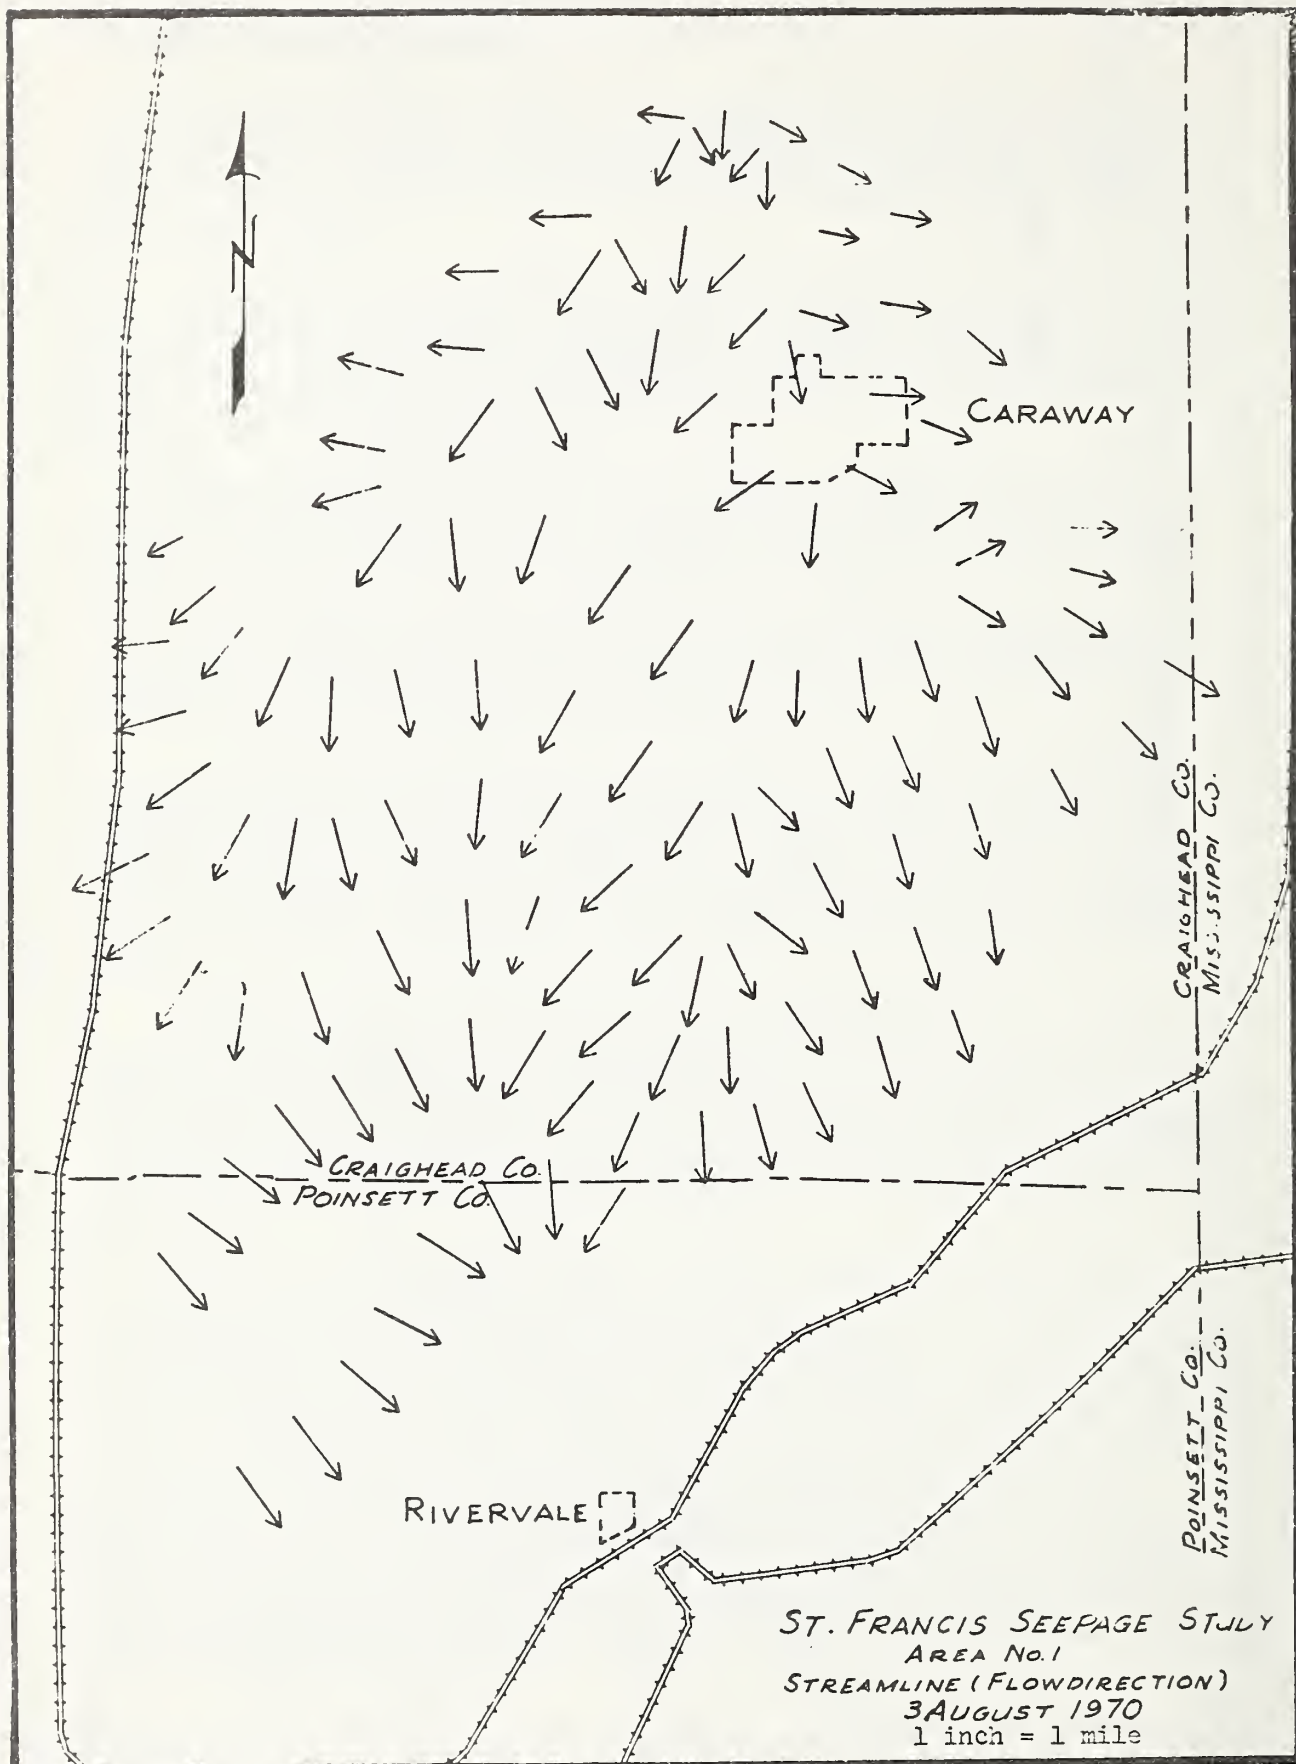 N
CARAWAY
CRAIGHEAD CO.
MISSISSIPPI CO.
CRAIGHEAD CO.
POINSETT CO.
POINSETT CO.
MISSISSIPPI CO.
RIVERVALE
ST. FRANCIS SEEPAGE STUDY
AREA NO. 1
STREAMLINE (FLOWDIRECTION)
3 AUGUST 1970
1 inch = 1 mile